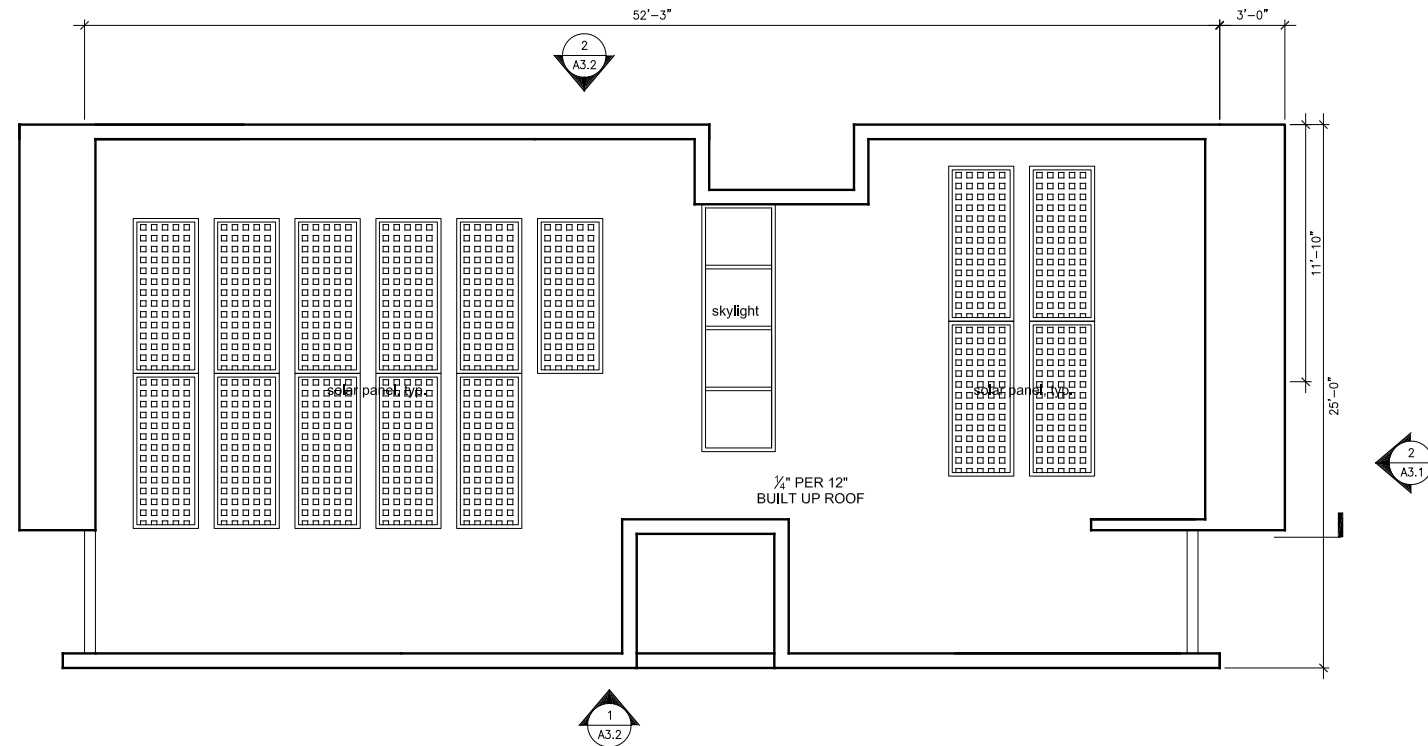 52'-3"
3'-0"
2
A3.2
11'-10"
25'-0"
skylight
solar panel, typ.
solar panel, typ.
2
A3.1
¼" PER 12"
BUILT UP ROOF
1
A3.2